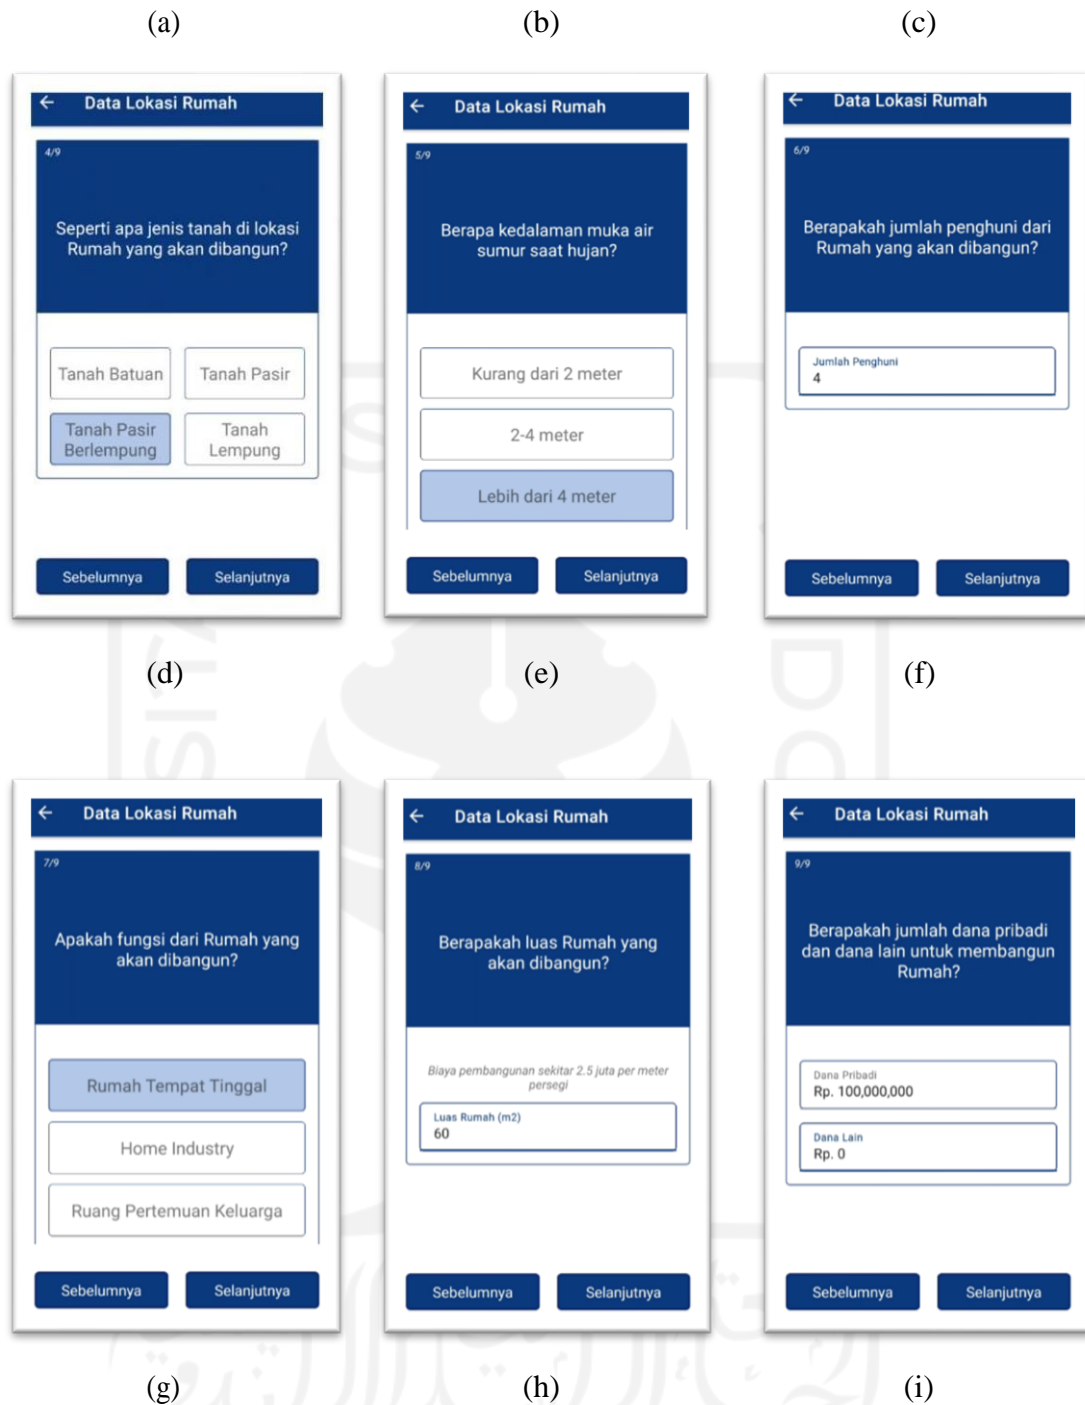 (a) (b) (c)
← Data Lokasi Rumah
4/9
Seperti apa jenis tanah di lokasi
Rumah yang akan dibangun?
Tanah Batuan
Tanah Pasir
Tanah Pasir
Berlempung
Tanah
Lempung
Sebelumnya
Selanjutnya
← Data Lokasi Rumah
5/9
Berapa kedalaman muka air
sumur saat hujan?
Kurang dari 2 meter
2-4 meter
Lebih dari 4 meter
Sebelumnya
Selanjutnya
← Data Lokasi Rumah
6/9
Berapakah jumlah penghuni dari
Rumah yang akan dibangun?
Jumlah Penghuni
4
Sebelumnya
Selanjutnya
(d) (e) (f)
← Data Lokasi Rumah
7/9
Apakah fungsi dari Rumah yang
akan dibangun?
Rumah Tempat Tinggal
Home Industry
Ruang Pertemuan Keluarga
Sebelumnya
Selanjutnya
← Data Lokasi Rumah
8/9
Berapakah luas Rumah yang
akan dibangun?
Biaya pembangunan sekitar 2.5 juta per meter
persegi
Luas Rumah (m2)
60
Sebelumnya
Selanjutnya
← Data Lokasi Rumah
9/9
Berapakah jumlah dana pribadi
dan dana lain untuk membangun
Rumah?
Dana Pribadi
Rp. 100,000,000
Dana Lain
Rp. 0
Sebelumnya
Selanjutnya
(g) (h) (i)